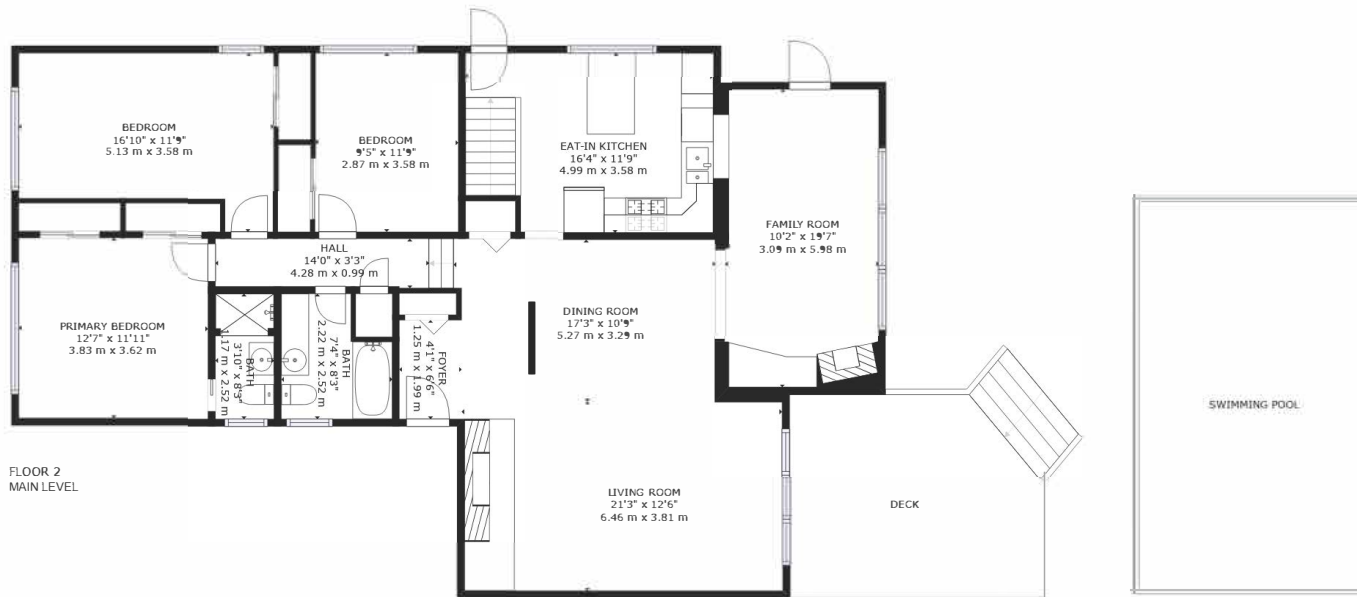 BEDROOM
16'10" x 11'9"
5.13 m x 3.58 m
BEDROOM
9'5" x 11'9"
2.87 m x 3.58 m
EAT-IN KITCHEN
16'4" x 11'9"
4.99 m x 3.58 m
FAMILY ROOM
10'2" x 19'7"
3.09 m x 5.98 m
HALL
14'0" x 3'3"
4.28 m x 0.99 m
PRIMARY BEDROOM
12'7" x 11'11"
3.83 m x 3.62 m
BATH
3'10" x 8'3"
1.17 m x 2.52 m
BATH
7'4" x 8'3"
2.22 m x 2.52 m
FOYER
4'1" x 6'6"
1.25 m x 1.99 m
DINING ROOM
17'3" x 10'9"
5.27 m x 3.29 m
LIVING ROOM
21'3" x 12'6"
6.46 m x 3.81 m
DECK
SWIMMING POOL
FLOOR 2
MAIN LEVEL